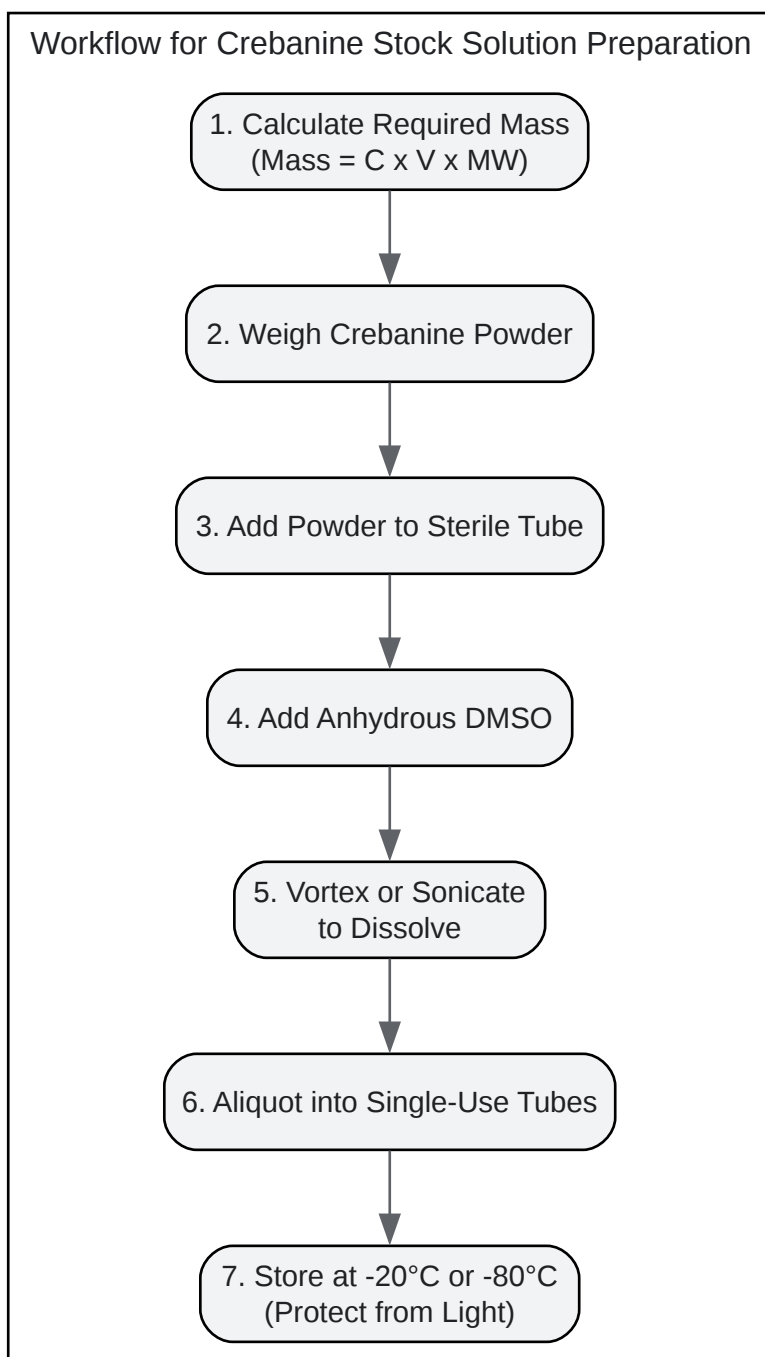 Workflow for Crebanine Stock Solution Preparation
1. Calculate Required Mass
(Mass = C x V x MW)
2. Weigh Crebanine Powder
3. Add Powder to Sterile Tube
4. Add Anhydrous DMSO
5. Vortex or Sonicate
to Dissolve
6. Aliquot into Single-Use Tubes
7. Store at -20°C or -80°C
(Protect from Light)